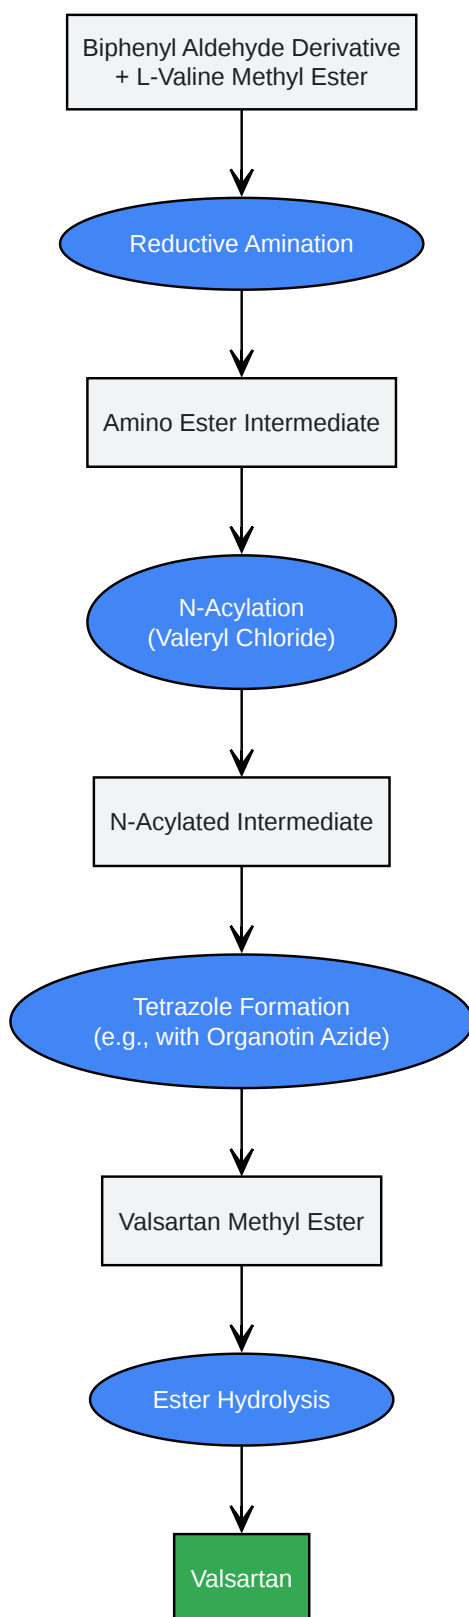 Biphenyl Aldehyde Derivative
+ L-Valine Methyl Ester
Reductive Amination
Amino Ester Intermediate
N-Acylation
(Valeryl Chloride)
N-Acylated Intermediate
Tetrazole Formation
(e.g., with Organotin Azide)
Valsartan Methyl Ester
Ester Hydrolysis
Valsartan